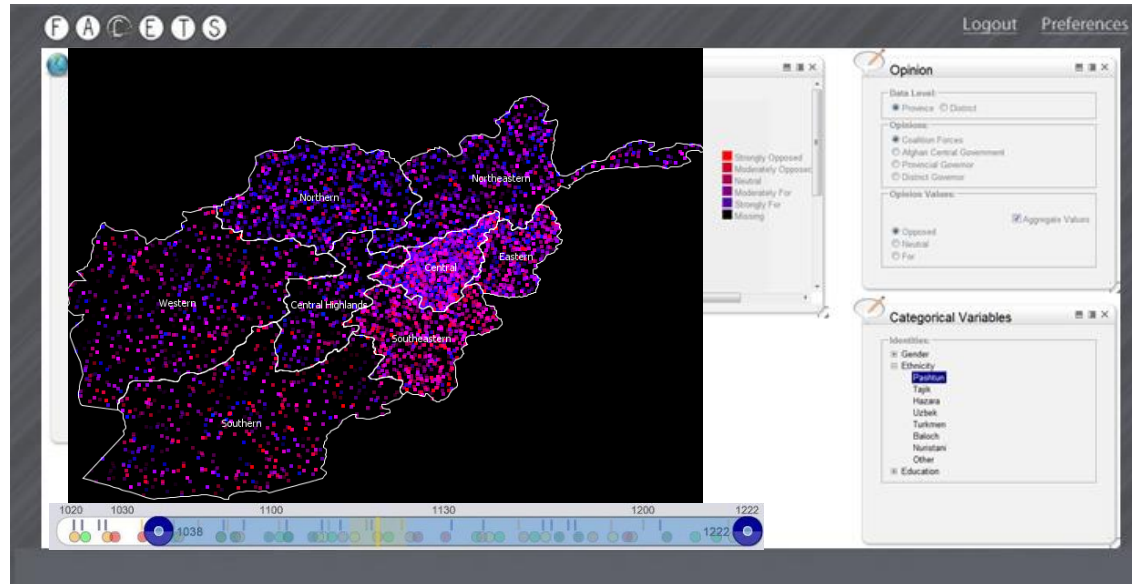 FACETS
Logout Preferences
Northern
Northeastern
Central
Eastern
Western
Central Highlands
Southeastern
Southern
Strongly Opposed
Moderately Opposed
Neutral
Moderately For
Strongly For
Missing
Opinion
Data Level:
Province District
Opinions:
Coalition Forces
Afghan Central Government
Provincial Governor
District Governor
Opinion Values:
Aggregate Values
Opposed
Neutral
For
Categorical Variables
Identities:
Gender
Ethnicity
Pashtun
Tajik
Hazara
Uzbek
Turkmen
Baloch
Nuristani
Other
Education
1020 1030 1100 1130 1200 1222
1038 1222